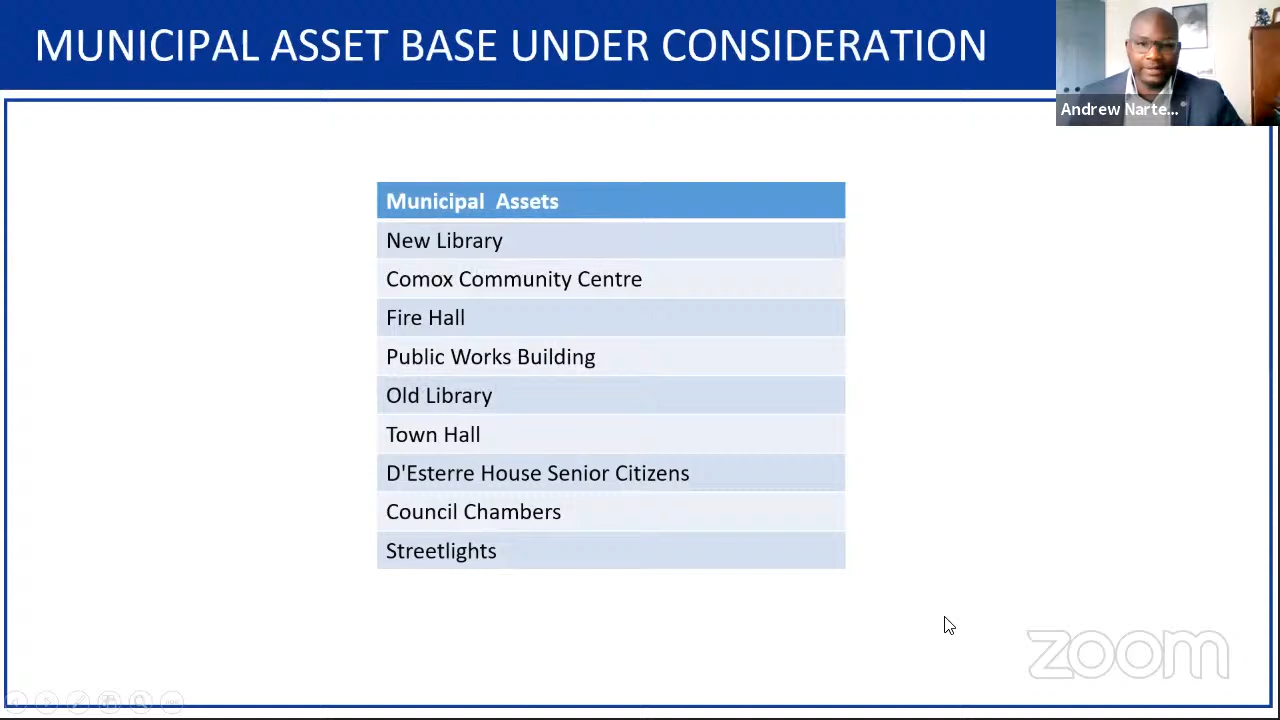 MUNICIPAL ASSET BASE UNDER CONSIDERATION
Andrew Narte...
Municipal Assets
New Library
Comox Community Centre
Fire Hall
Public Works Building
Old Library
Town Hall
D'Esterre House Senior Citizens
Council Chambers
Streetlights
zoom